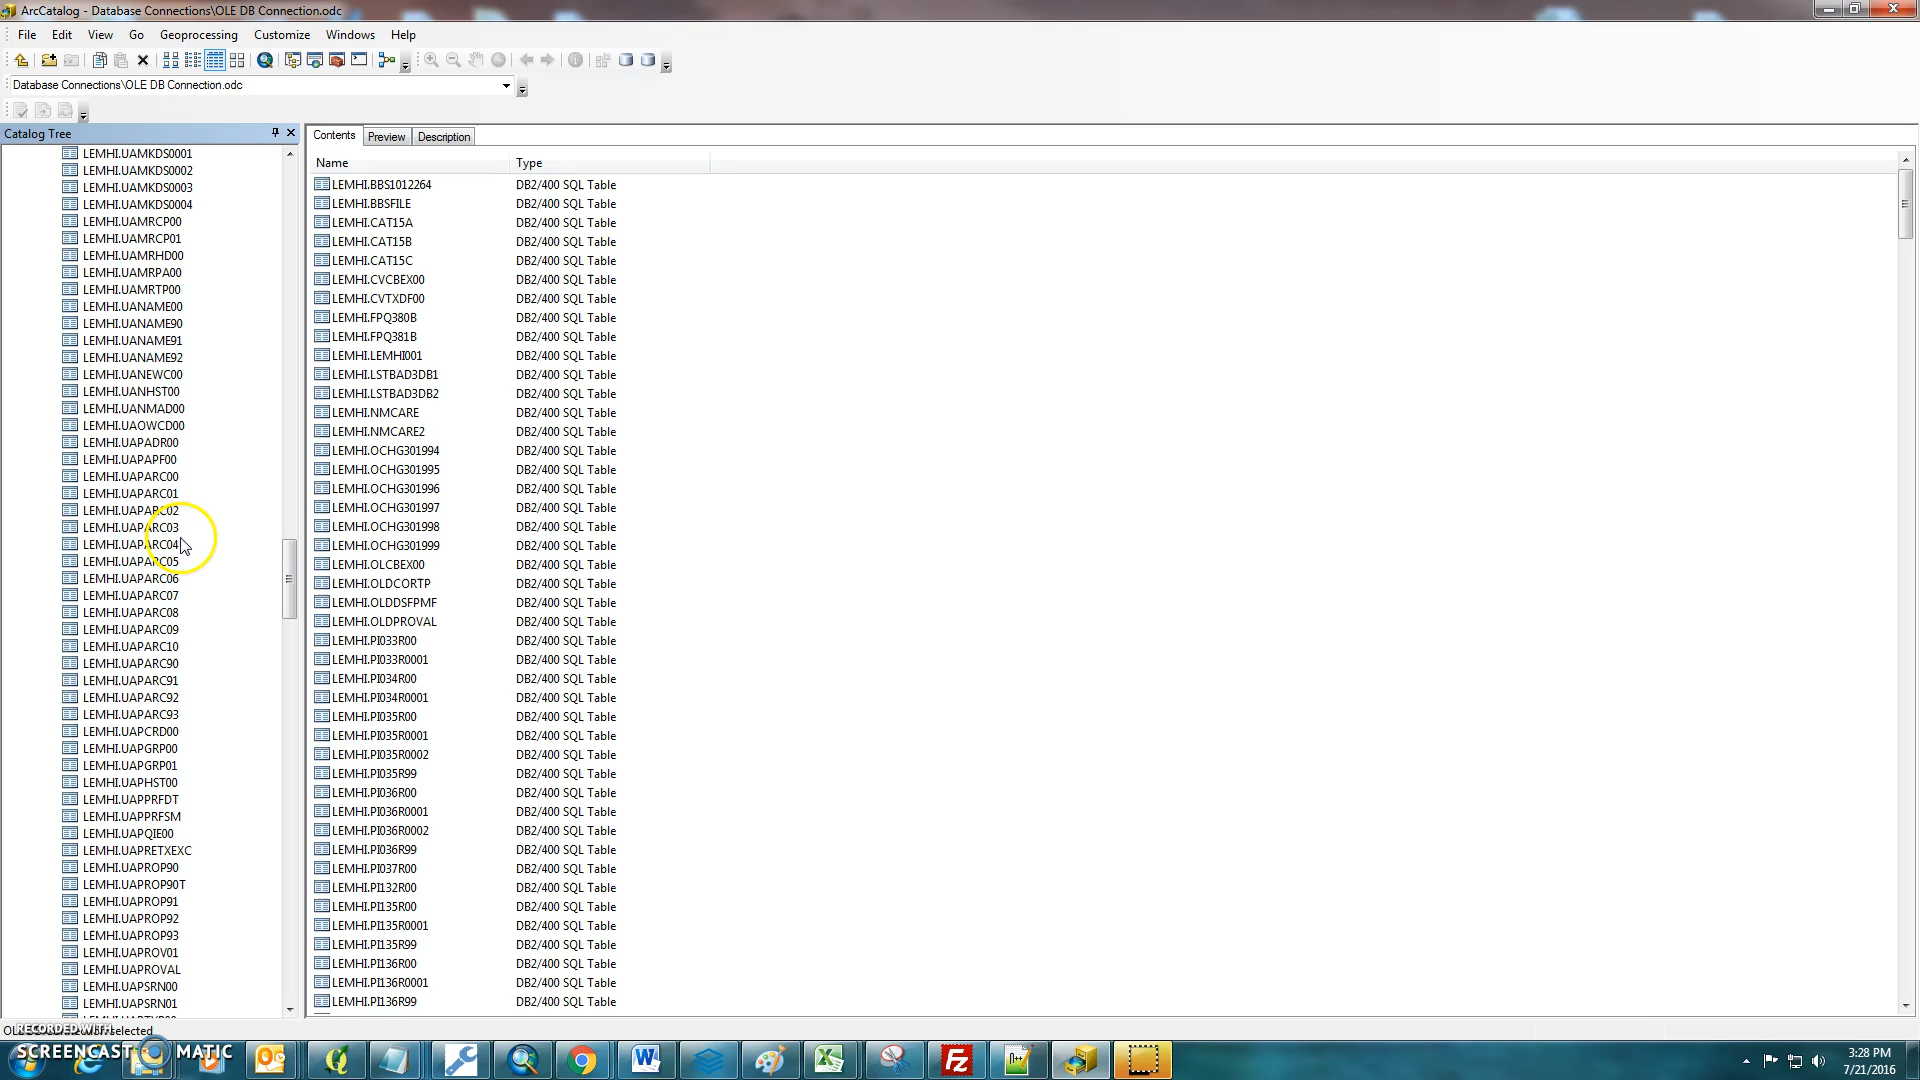 ArcCatalog - Database Connections\OLE DB Connection.odc
File Edit View Go Geoprocessing Customize Windows Help
Database Connections\OLE DB Connection.odc
Catalog Tree
LEMHI.UAMKDS0001
LEMHI.UAMKDS0002
LEMHI.UAMKDS0003
LEMHI.UAMKDS0004
LEMHI.UAMRCP00
LEMHI.UAMRCP01
LEMHI.UAMRHD00
LEMHI.UAMRPA00
LEMHI.UAMRTP00
LEMHI.UANAME00
LEMHI.UANAME90
LEMHI.UANAME91
LEMHI.UANAME92
LEMHI.UANEWC00
LEMHI.UANHST00
LEMHI.UANMAD00
LEMHI.UAOWCD00
LEMHI.UAPADR00
LEMHI.UAPAPF00
LEMHI.UAPARC00
LEMHI.UAPARC01
LEMHI.UAPARC02
LEMHI.UAPARC03
LEMHI.UAPARC04
LEMHI.UAPARC05
LEMHI.UAPARC06
LEMHI.UAPARC07
LEMHI.UAPARC08
LEMHI.UAPARC09
LEMHI.UAPARC10
LEMHI.UAPARC90
LEMHI.UAPARC91
LEMHI.UAPARC92
LEMHI.UAPARC93
LEMHI.UAPCRD00
LEMHI.UAPGRP00
LEMHI.UAPGRP01
LEMHI.UAPHST00
LEMHI.UAPPRFDT
LEMHI.UAPPRFSM
LEMHI.UAPQIE00
LEMHI.UAPRETXEXC
LEMHI.UAPROP90
LEMHI.UAPROP90T
LEMHI.UAPROP91
LEMHI.UAPROP92
LEMHI.UAPROP93
LEMHI.UAPROV01
LEMHI.UAPROVAL
LEMHI.UAPSRN00
LEMHI.UAPSRN01
Contents Preview Description
Name Type
LEMHI.BBS1012264 DB2/400 SQL Table
LEMHI.BBSFILE DB2/400 SQL Table
LEMHI.CAT15A DB2/400 SQL Table
LEMHI.CAT15B DB2/400 SQL Table
LEMHI.CAT15C DB2/400 SQL Table
LEMHI.CVCBEX00 DB2/400 SQL Table
LEMHI.CVTXDF00 DB2/400 SQL Table
LEMHI.FPQ380B DB2/400 SQL Table
LEMHI.FPQ381B DB2/400 SQL Table
LEMHI.LEMHI001 DB2/400 SQL Table
LEMHI.LSTBAD3DB1 DB2/400 SQL Table
LEMHI.LSTBAD3DB2 DB2/400 SQL Table
LEMHI.NMCARE DB2/400 SQL Table
LEMHI.NMCARE2 DB2/400 SQL Table
LEMHI.OCHG301994 DB2/400 SQL Table
LEMHI.OCHG301995 DB2/400 SQL Table
LEMHI.OCHG301996 DB2/400 SQL Table
LEMHI.OCHG301997 DB2/400 SQL Table
LEMHI.OCHG301998 DB2/400 SQL Table
LEMHI.OCHG301999 DB2/400 SQL Table
LEMHI.OLCBEX00 DB2/400 SQL Table
LEMHI.OLDCORTP DB2/400 SQL Table
LEMHI.OLDDSFPMF DB2/400 SQL Table
LEMHI.OLDPROVAL DB2/400 SQL Table
LEMHI.PI033R00 DB2/400 SQL Table
LEMHI.PI033R0001 DB2/400 SQL Table
LEMHI.PI034R00 DB2/400 SQL Table
LEMHI.PI034R0001 DB2/400 SQL Table
LEMHI.PI035R00 DB2/400 SQL Table
LEMHI.PI035R0001 DB2/400 SQL Table
LEMHI.PI035R0002 DB2/400 SQL Table
LEMHI.PI035R99 DB2/400 SQL Table
LEMHI.PI036R00 DB2/400 SQL Table
LEMHI.PI036R0001 DB2/400 SQL Table
LEMHI.PI036R0002 DB2/400 SQL Table
LEMHI.PI036R99 DB2/400 SQL Table
LEMHI.PI037R00 DB2/400 SQL Table
LEMHI.PI132R00 DB2/400 SQL Table
LEMHI.PI135R00 DB2/400 SQL Table
LEMHI.PI135R0001 DB2/400 SQL Table
LEMHI.PI135R99 DB2/400 SQL Table
LEMHI.PI136R00 DB2/400 SQL Table
LEMHI.PI136R0001 DB2/400 SQL Table
LEMHI.PI136R99 DB2/400 SQL Table
RECORDED WITH
selected
SCREENCAST MATIC
3:28 PM
7/21/2016